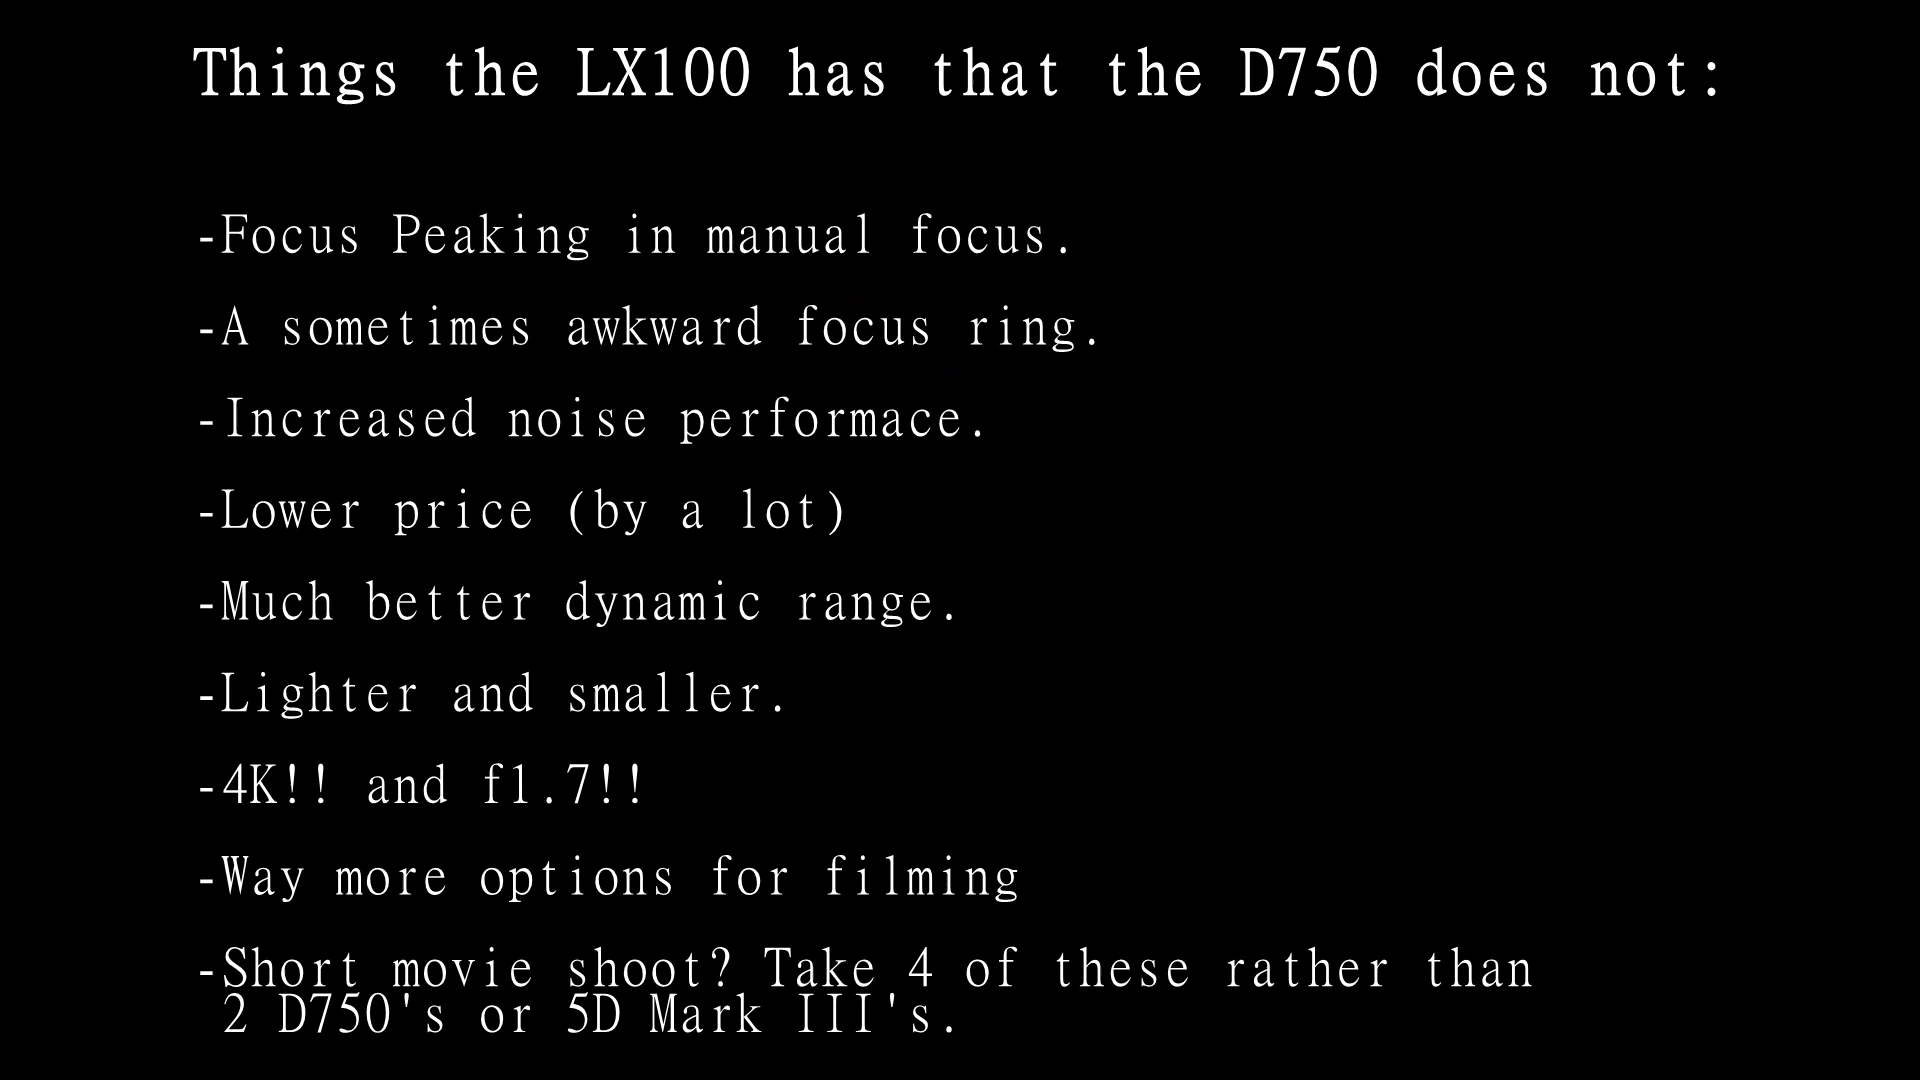 Things the LX100 has that the D750 does not:
-Focus Peaking in manual focus.
-A sometimes awkward focus ring.
-Increased noise performace.
-Lower price (by a lot)
-Much better dynamic range.
-Lighter and smaller.
-4K!! and f1.7!!
-Way more options for filming
-Short movie shoot? Take 4 of these rather than
2 D750's or 5D Mark III's.